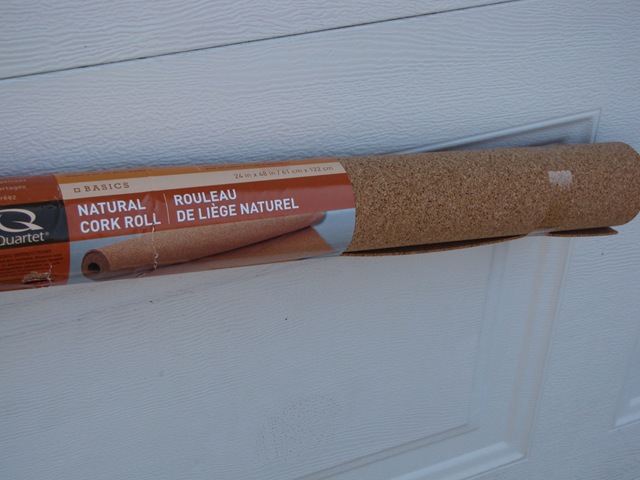 BASICS
24 in x 48 in / 61 cm x 122 cm
NATURAL
CORK ROLL
ROULEAU
DE LIÈGE NATUREL
Quartet®